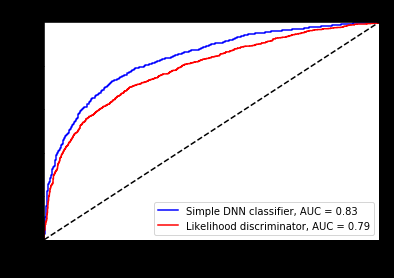 Simple DNN classifier, AUC = 0.83
Likelihood discriminator, AUC = 0.79